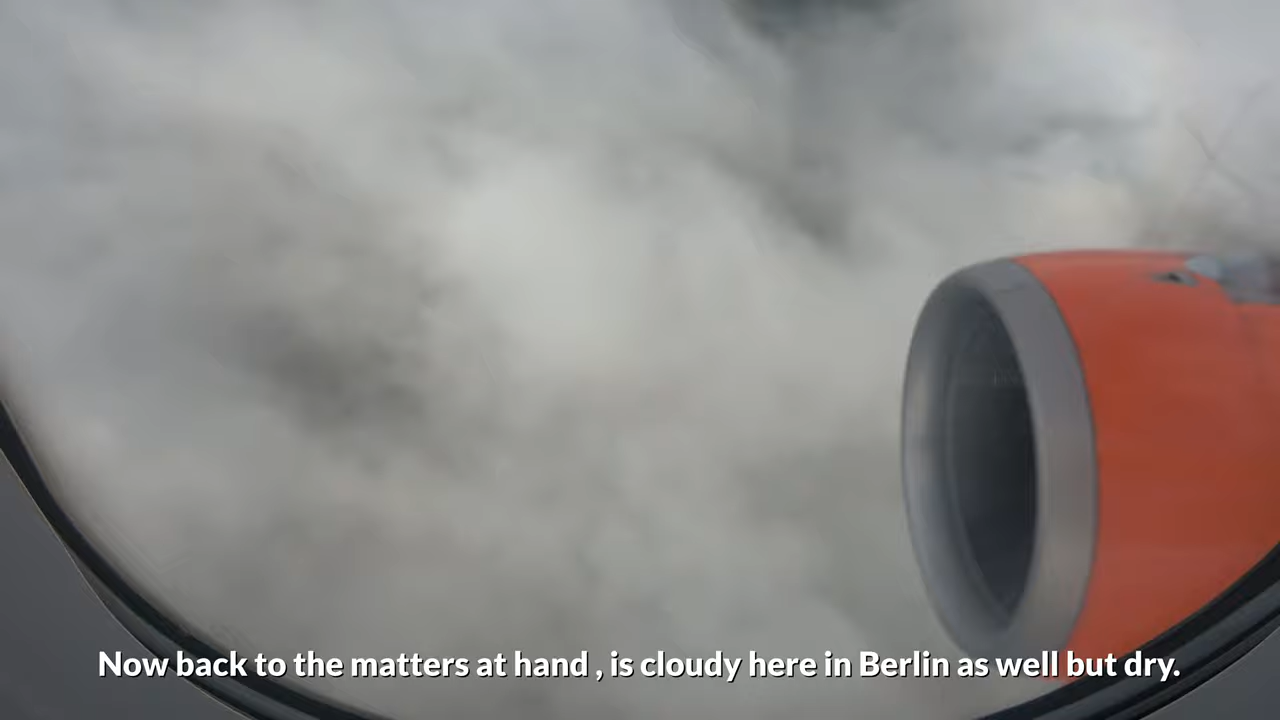 Now back to the matters at hand , is cloudy here in Berlin as well but dry.